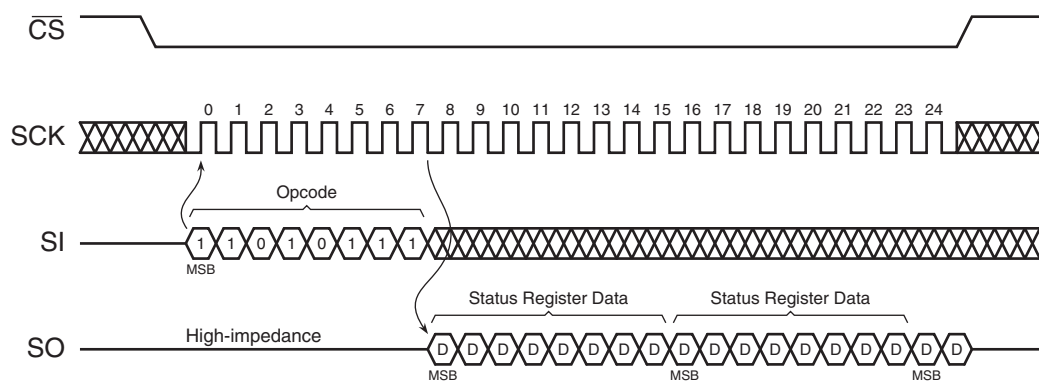 CS
0 1 2 3 4 5 6 7 8 9 10 11 12 13 14 15 16 17 18 19 20 21 22 23 24
SCK
Opcode
SI 1 1 0 1 0 1 1 1
MSB
Status Register Data Status Register Data
High-impedance
SO D D D D D D D D D D D D D D D D D D
MSB MSB MSB